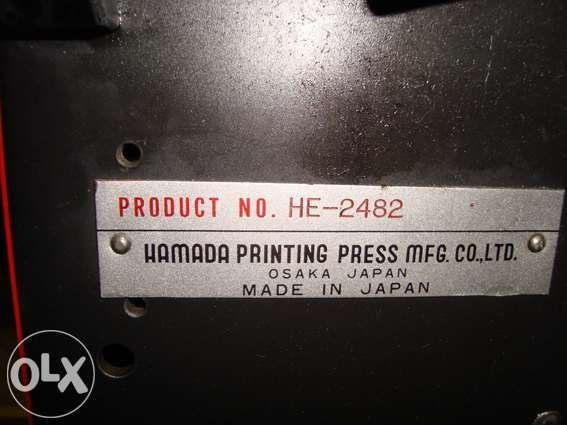 PRODUCT NO. HE-2482
HAMADA PRINTING PRESS MFG. CO.,LTD.
OSAKA JAPAN
MADE IN JAPAN
OLX